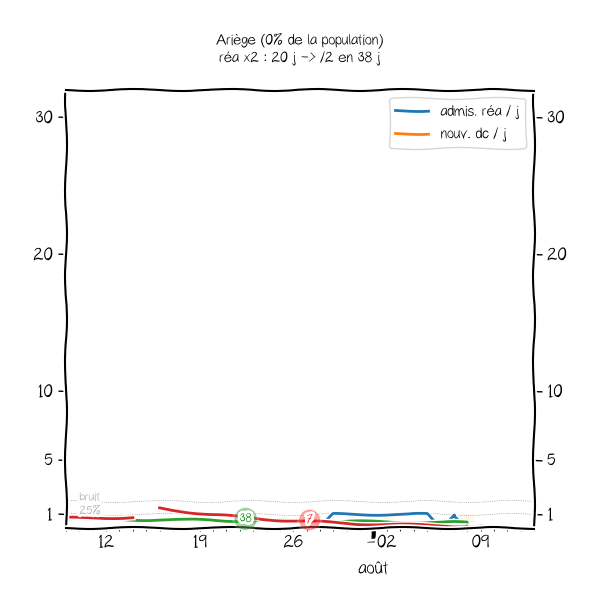 Ariège (0% de la population)
réa x2 : 20 j -> /2 en 38 j
admis. réa / j
nouv. dc / j
30
30
20
20
10
10
5
5
bruit
25%
1
1
38
12
19
26
02
09
août